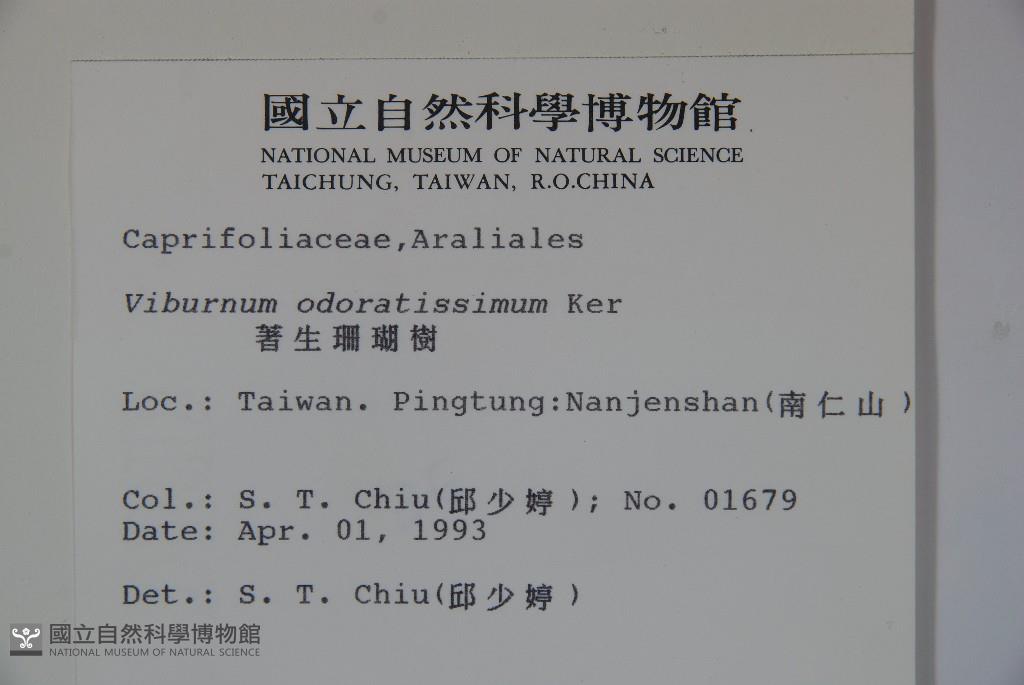 國立自然科學博物館
NATIONAL MUSEUM OF NATURAL SCIENCE
TAICHUNG, TAIWAN, R.O.CHINA
Caprifoliaceae,Araliales
Viburnum odoratissimum Ker
著生珊瑚樹
Loc.: Taiwan. Pingtung:Nanjenshan(南仁山)
Col.: S. T. Chiu(邱少婷); No. 01679
Date: Apr. 01, 1993
Det.: S. T. Chiu(邱少婷)
國立自然科學博物館
NATIONAL MUSEUM OF NATURAL SCIENCE